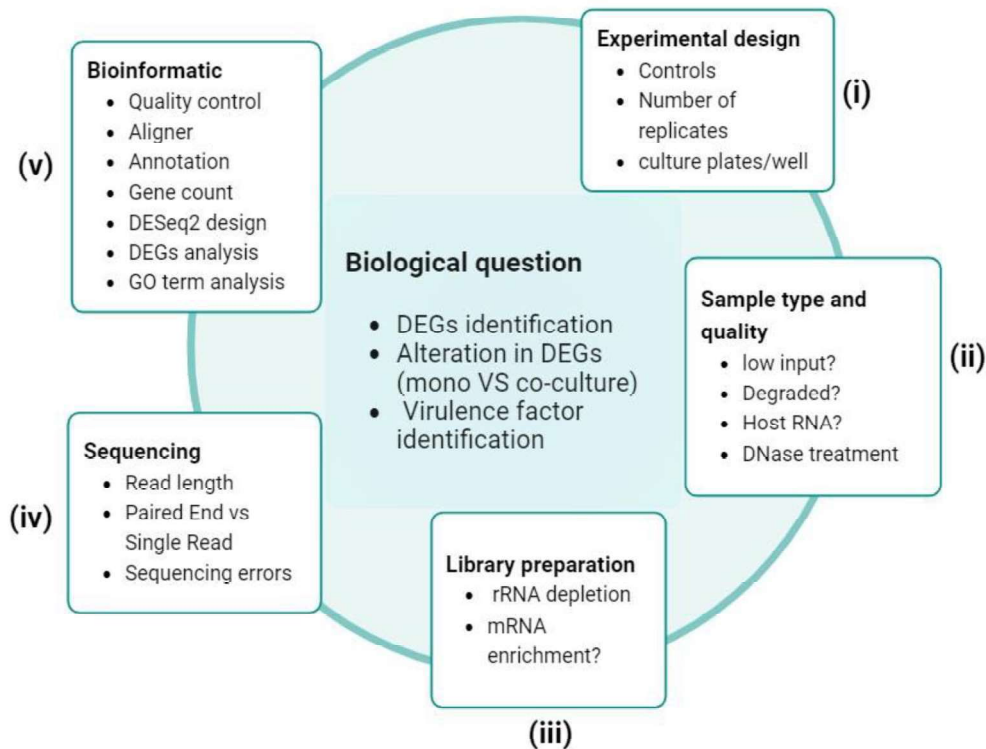 Experimental design
• Controls
• Number of
replicates
• culture plates/well
(i)
Sample type and
quality
• low input?
• Degraded?
• Host RNA?
• DNase treatment
(ii)
Library preparation
• rRNA depletion
• mRNA
enrichment?
(iii)
Sequencing
• Read length
• Paired End vs
Single Read
• Sequencing errors
(iv)
Bioinformatic
• Quality control
• Aligner
• Annotation
• Gene count
• DESeq2 design
• DEGs analysis
• GO term analysis
(v)
Biological question
• DEGs identification
• Alteration in DEGs
(mono VS co-culture)
• Virulence factor
identification